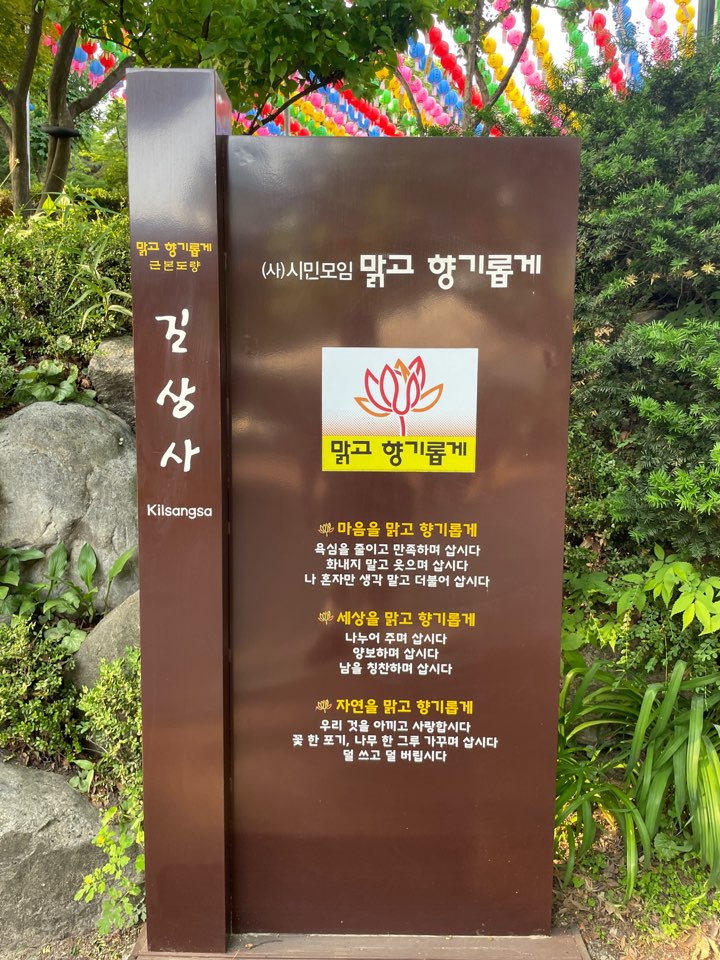 맑고 향기롭게
근본도량
길상사
Kilsangsa
(사)시민모임 맑고 향기롭게
맑고 향기롭게
마음을 맑고 향기롭게
욕심을 줄이고 만족하며 삽시다
화내지 말고 웃으며 삽시다
나 혼자만 생각 말고 더불어 삽시다
세상을 맑고 향기롭게
나누어 주며 삽시다
양보하며 삽시다
남을 칭찬하며 삽시다
자연을 맑고 향기롭게
우리 것을 아끼고 사랑합시다
꽃 한 포기, 나무 한 그루 가꾸며 삽시다
덜 쓰고 덜 버립시다